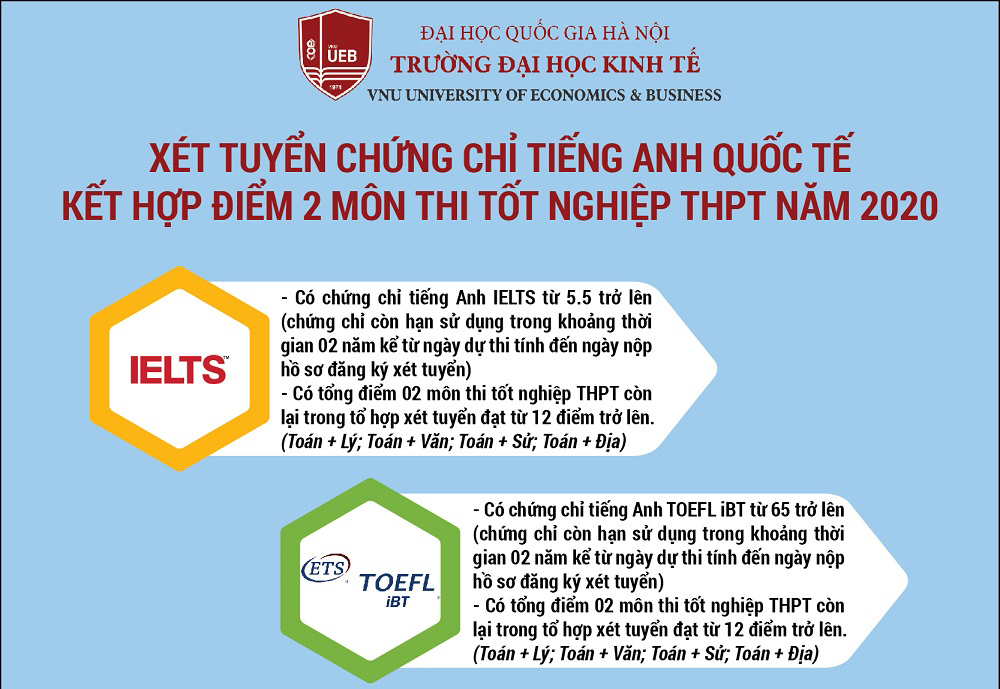 VNU
UEB
1974
ĐẠI HỌC QUỐC GIA HÀ NỘI
TRƯỜNG ĐẠI HỌC KINH TẾ
VNU UNIVERSITY OF ECONOMICS & BUSINESS
XÉT TUYỂN CHỨNG CHỈ TIẾNG ANH QUỐC TẾ
KẾT HỢP ĐIỂM 2 MÔN THI TỐT NGHIỆP THPT NĂM 2020
IELTS™
- Có chứng chỉ tiếng Anh IELTS từ 5.5 trở lên
(chứng chỉ còn hạn sử dụng trong khoảng thời
gian 02 năm kể từ ngày dự thi tính đến ngày nộp
hồ sơ đăng ký xét tuyển)
- Có tổng điểm 02 môn thi tốt nghiệp THPT còn
lại trong tổ hợp xét tuyển đạt từ 12 điểm trở lên.
(Toán + Lý; Toán + Văn; Toán + Sử; Toán + Địa)
ETS
TOEFL
iBT
- Có chứng chỉ tiếng Anh TOEFL iBT từ 65 trở lên
(chứng chỉ còn hạn sử dụng trong khoảng thời
gian 02 năm kể từ ngày dự thi tính đến ngày nộp
hồ sơ đăng ký xét tuyển)
- Có tổng điểm 02 môn thi tốt nghiệp THPT còn
lại trong tổ hợp xét tuyển đạt từ 12 điểm trở lên.
(Toán + Lý; Toán + Văn; Toán + Sử; Toán + Địa)